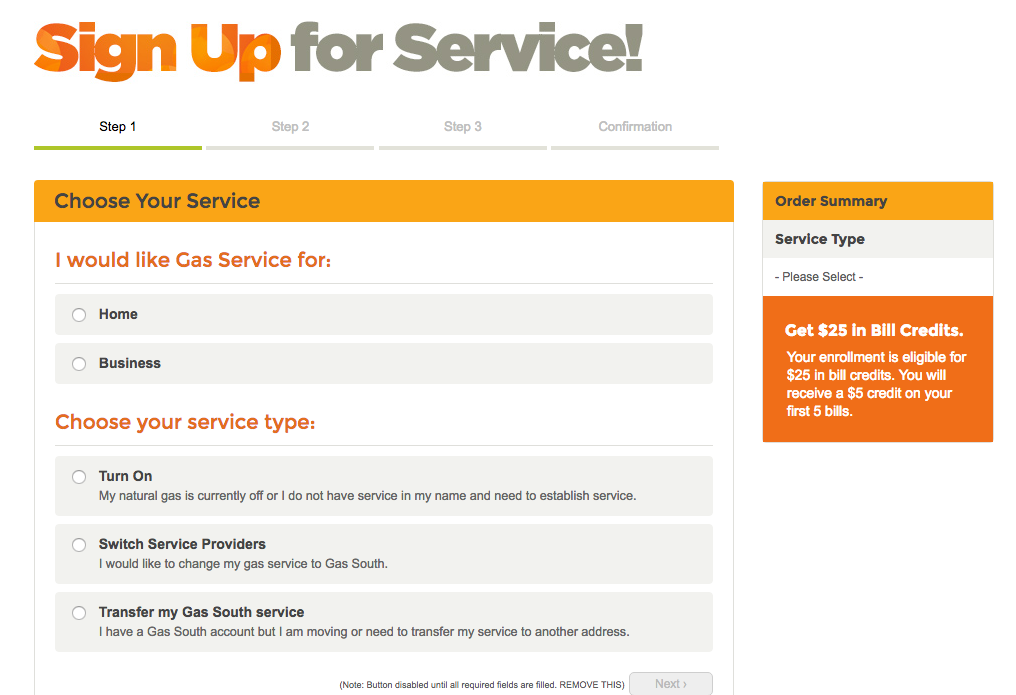 Sign Up for Service!
Step 1
Step 2
Step 3
Confirmation
Choose Your Service
I would like Gas Service for:
Home
Business
Choose your service type:
Turn On
My natural gas is currently off or I do not have service in my name and need to establish service.
Switch Service Providers
I would like to change my gas service to Gas South.
Transfer my Gas South service
I have a Gas South account but I am moving or need to transfer my service to another address.
(Note: Button disabled until all required fields are filled. REMOVE THIS)
Next ›
Order Summary
Service Type
- Please Select -
Get $25 in Bill Credits.
Your enrollment is eligible for
$25 in bill credits. You will
receive a $5 credit on your
first 5 bills.